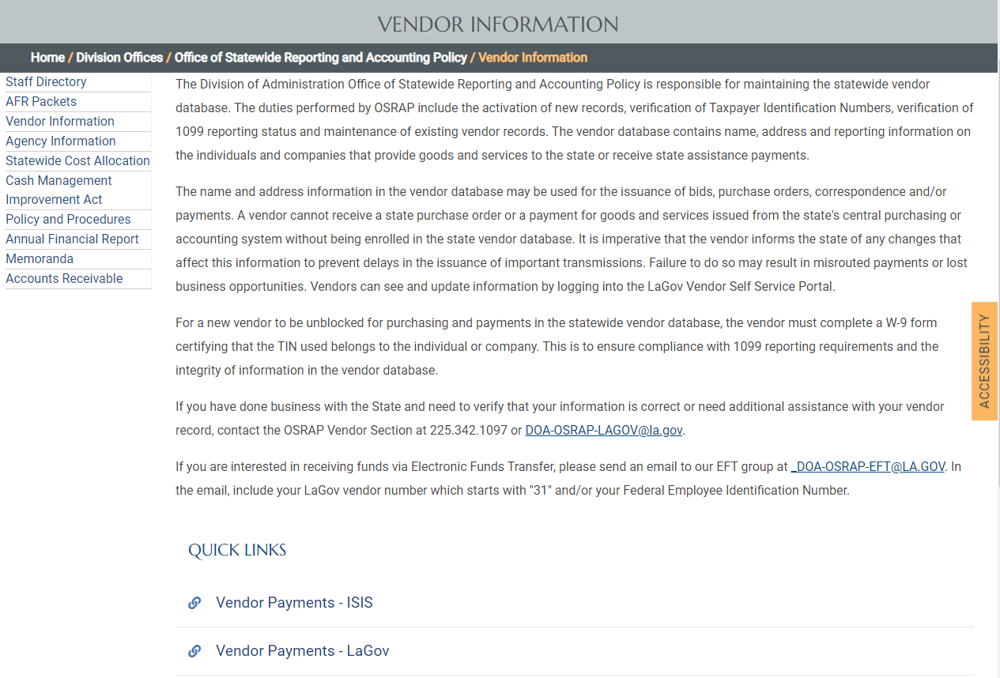 VENDOR INFORMATION
Home / Division Offices / Office of Statewide Reporting and Accounting Policy / Vendor Information
Staff Directory
AFR Packets
Vendor Information
Agency Information
Statewide Cost Allocation
Cash Management
Improvement Act
Policy and Procedures
Annual Financial Report
Memoranda
Accounts Receivable
The Division of Administration Office of Statewide Reporting and Accounting Policy is responsible for maintaining the statewide vendor
database. The duties performed by OSRAP include the activation of new records, verification of Taxpayer Identification Numbers, verification of
1099 reporting status and maintenance of existing vendor records. The vendor database contains name, address and reporting information on
the individuals and companies that provide goods and services to the state or receive state assistance payments.
The name and address information in the vendor database may be used for the issuance of bids, purchase orders, correspondence and/or
payments. A vendor cannot receive a state purchase order or a payment for goods and services issued from the state's central purchasing or
accounting system without being enrolled in the state vendor database. It is imperative that the vendor informs the state of any changes that
affect this information to prevent delays in the issuance of important transmissions. Failure to do so may result in misrouted payments or lost
business opportunities. Vendors can see and update information by logging into the LaGov Vendor Self Service Portal.
For a new vendor to be unblocked for purchasing and payments in the statewide vendor database, the vendor must complete a W-9 form
certifying that the TIN used belongs to the individual or company. This is to ensure compliance with 1099 reporting requirements and the
integrity of information in the vendor database.
If you have done business with the State and need to verify that your information is correct or need additional assistance with your vendor
record, contact the OSRAP Vendor Section at 225.342.1097 or DOA-OSRAP-LAGOV@la.gov.
If you are interested in receiving funds via Electronic Funds Transfer, please send an email to our EFT group at _DOA-OSRAP-EFT@LA.GOV. In
the email, include your LaGov vendor number which starts with "31" and/or your Federal Employee Identification Number.
QUICK LINKS
Vendor Payments - ISIS
Vendor Payments - LaGov
ACCESSIBILITY